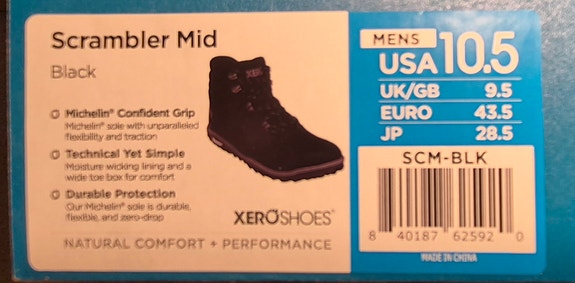 Scrambler Mid
Black
Michelin® Confident Grip
Michelin® sole with unparalleled
flexibility and traction
Technical Yet Simple
Moisture wicking lining and a
wide toe box for comfort
Durable Protection
Our Michelin® sole is durable,
flexible, and zero-drop
XEROSHOES®
NATURAL COMFORT + PERFORMANCE
MENS
USA 10.5
UK/GB 9.5
EURO 43.5
JP 28.5
SCM-BLK
8 40187 62592 0
MADE IN CHINA